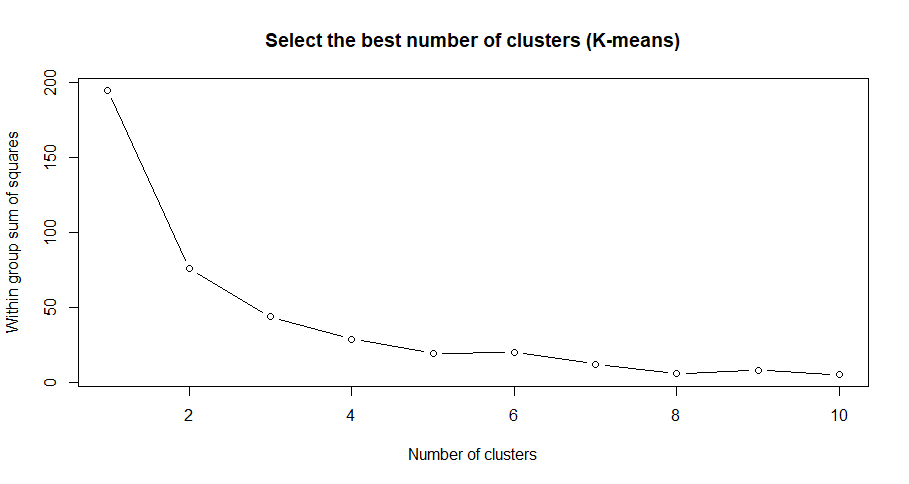 Select the best number of clusters (K-means)
Within group sum of squares
200
150
100
50
0
2 4 6 8 10
Number of clusters